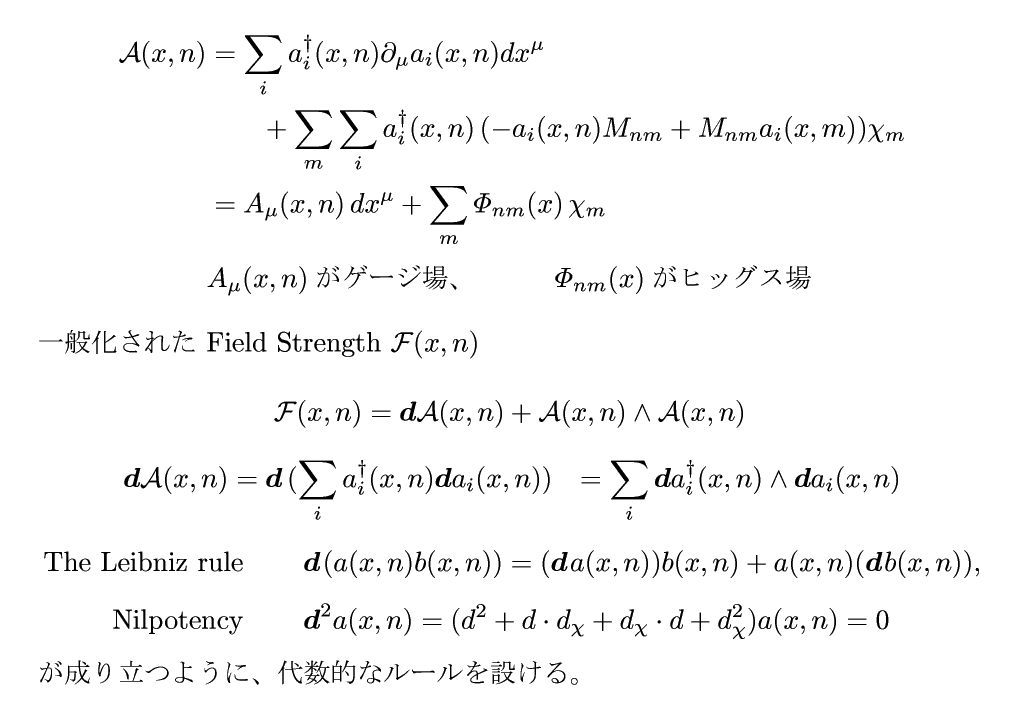 𝒜(x, n) = ∑_i a_i^†(x, n)∂_μ a_i(x, n)dx^μ
+ ∑_m ∑_i a_i^†(x, n) (−a_i(x, n)M_{nm} + M_{nm}a_i(x, m))χ_m
= A_μ(x, n) dx^μ + ∑_m Φ_{nm}(x) χ_m
A_μ(x, n) がゲージ場、 Φ_{nm}(x) がヒッグス場
一般化された Field Strength ℱ(x, n)
ℱ(x, n) = 𝒅𝒜(x, n) + 𝒜(x, n) ∧ 𝒜(x, n)
𝒅𝒜(x, n) = 𝒅 (∑_i a_i^†(x, n)𝒅a_i(x, n)) = ∑_i 𝒅a_i^†(x, n) ∧ 𝒅a_i(x, n)
The Leibniz rule 𝒅(a(x, n)b(x, n)) = (𝒅a(x, n))b(x, n) + a(x, n)(𝒅b(x, n)),
Nilpotency 𝒅^2 a(x, n) = (d^2 + d · d_χ + d_χ · d + d_χ^2)a(x, n) = 0
が成り立つように、代数的なルールを設ける。